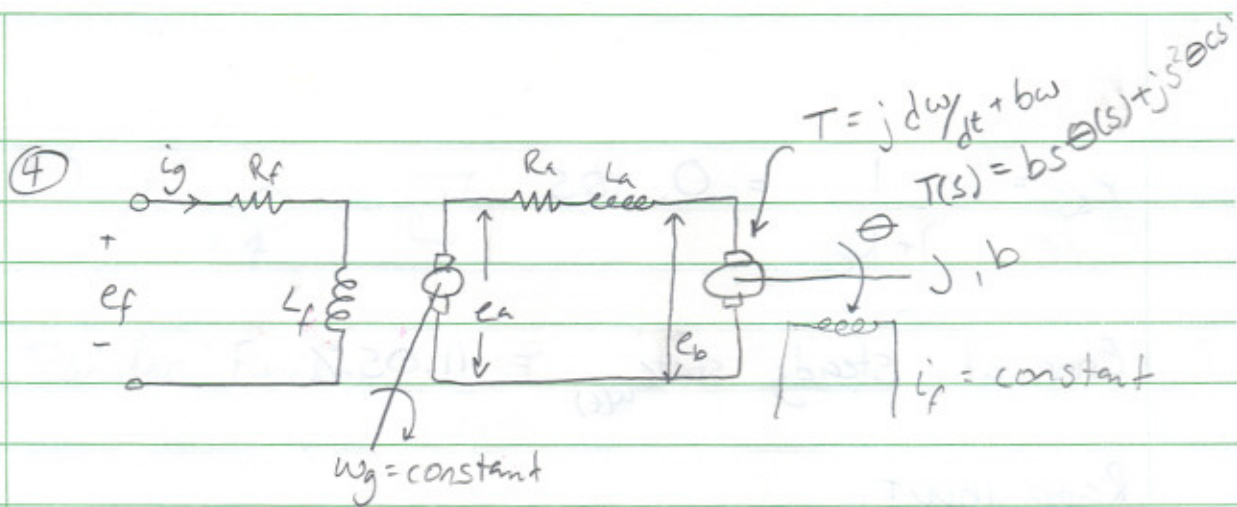 T = j dω/dt + bω
T(s) = bsθ(s) + js²θ(s)
④
ig
Rf
Ra
La
θ
j, b
+
ef
-
Lf
ea
eb
if = constant
ωg = constant